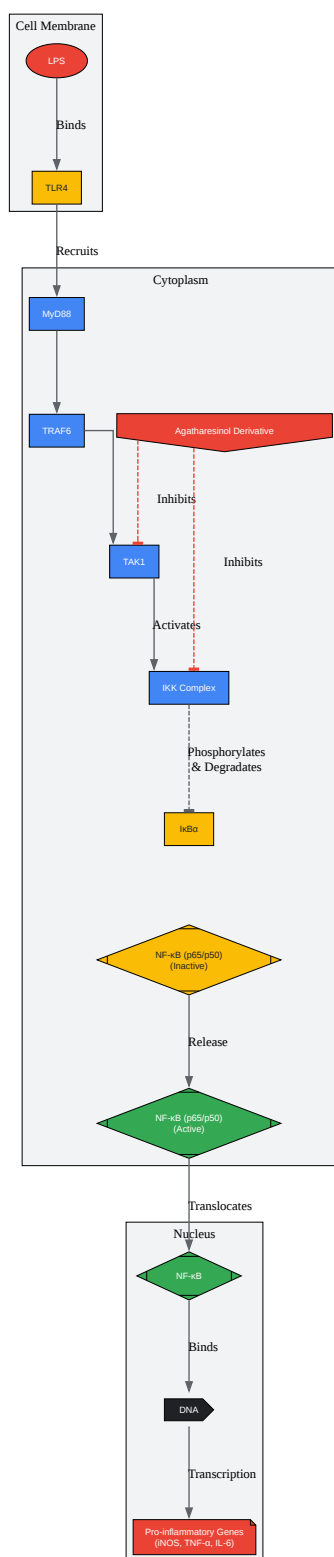 Cell Membrane
LPS
Binds
TLR4
Recruits
Cytoplasm
MyD88
TRAF6
Agatharesinol Derivative
Inhibits
Inhibits
TAK1
Activates
IKK Complex
Phosphorylates
& Degradates
IκBα
NF-κB (p65/p50)
(Inactive)
Release
NF-κB (p65/p50)
(Active)
Translocates
Nucleus
NF-κB
Binds
DNA
Transcription
Pro-inflammatory Genes
(iNOS, TNF-α, IL-6)